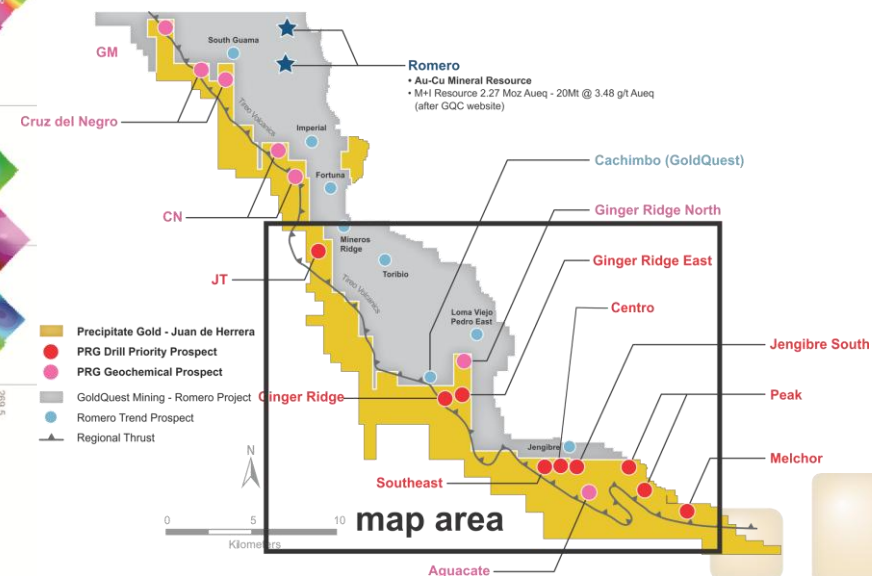 GM
South Guama
Romero
• Au-Cu Mineral Resource
• M+I Resource 2.27 Moz Aueq - 20Mt @ 3.48 g/t Aueq
(after GQC website)
Cruz del Negro
Tireo Volcanics
Imperial
Cachimbo (GoldQuest)
Fortuna
CN
Ginger Ridge North
Mineros
Ridge
Ginger Ridge East
Toribio
JT
Tireo Volcanics
Centro
Loma Viejo
Pedro East
Precipitate Gold - Juan de Herrera
PRG Drill Priority Prospect
PRG Geochemical Prospect
GoldQuest Mining - Romero Project
Romero Trend Prospect
Regional Thrust
Jengibre South
Ginger Ridge
Peak
Jengibre
N
Melchor
Southeast
0 5 10
Kilometers
map area
Aguacate